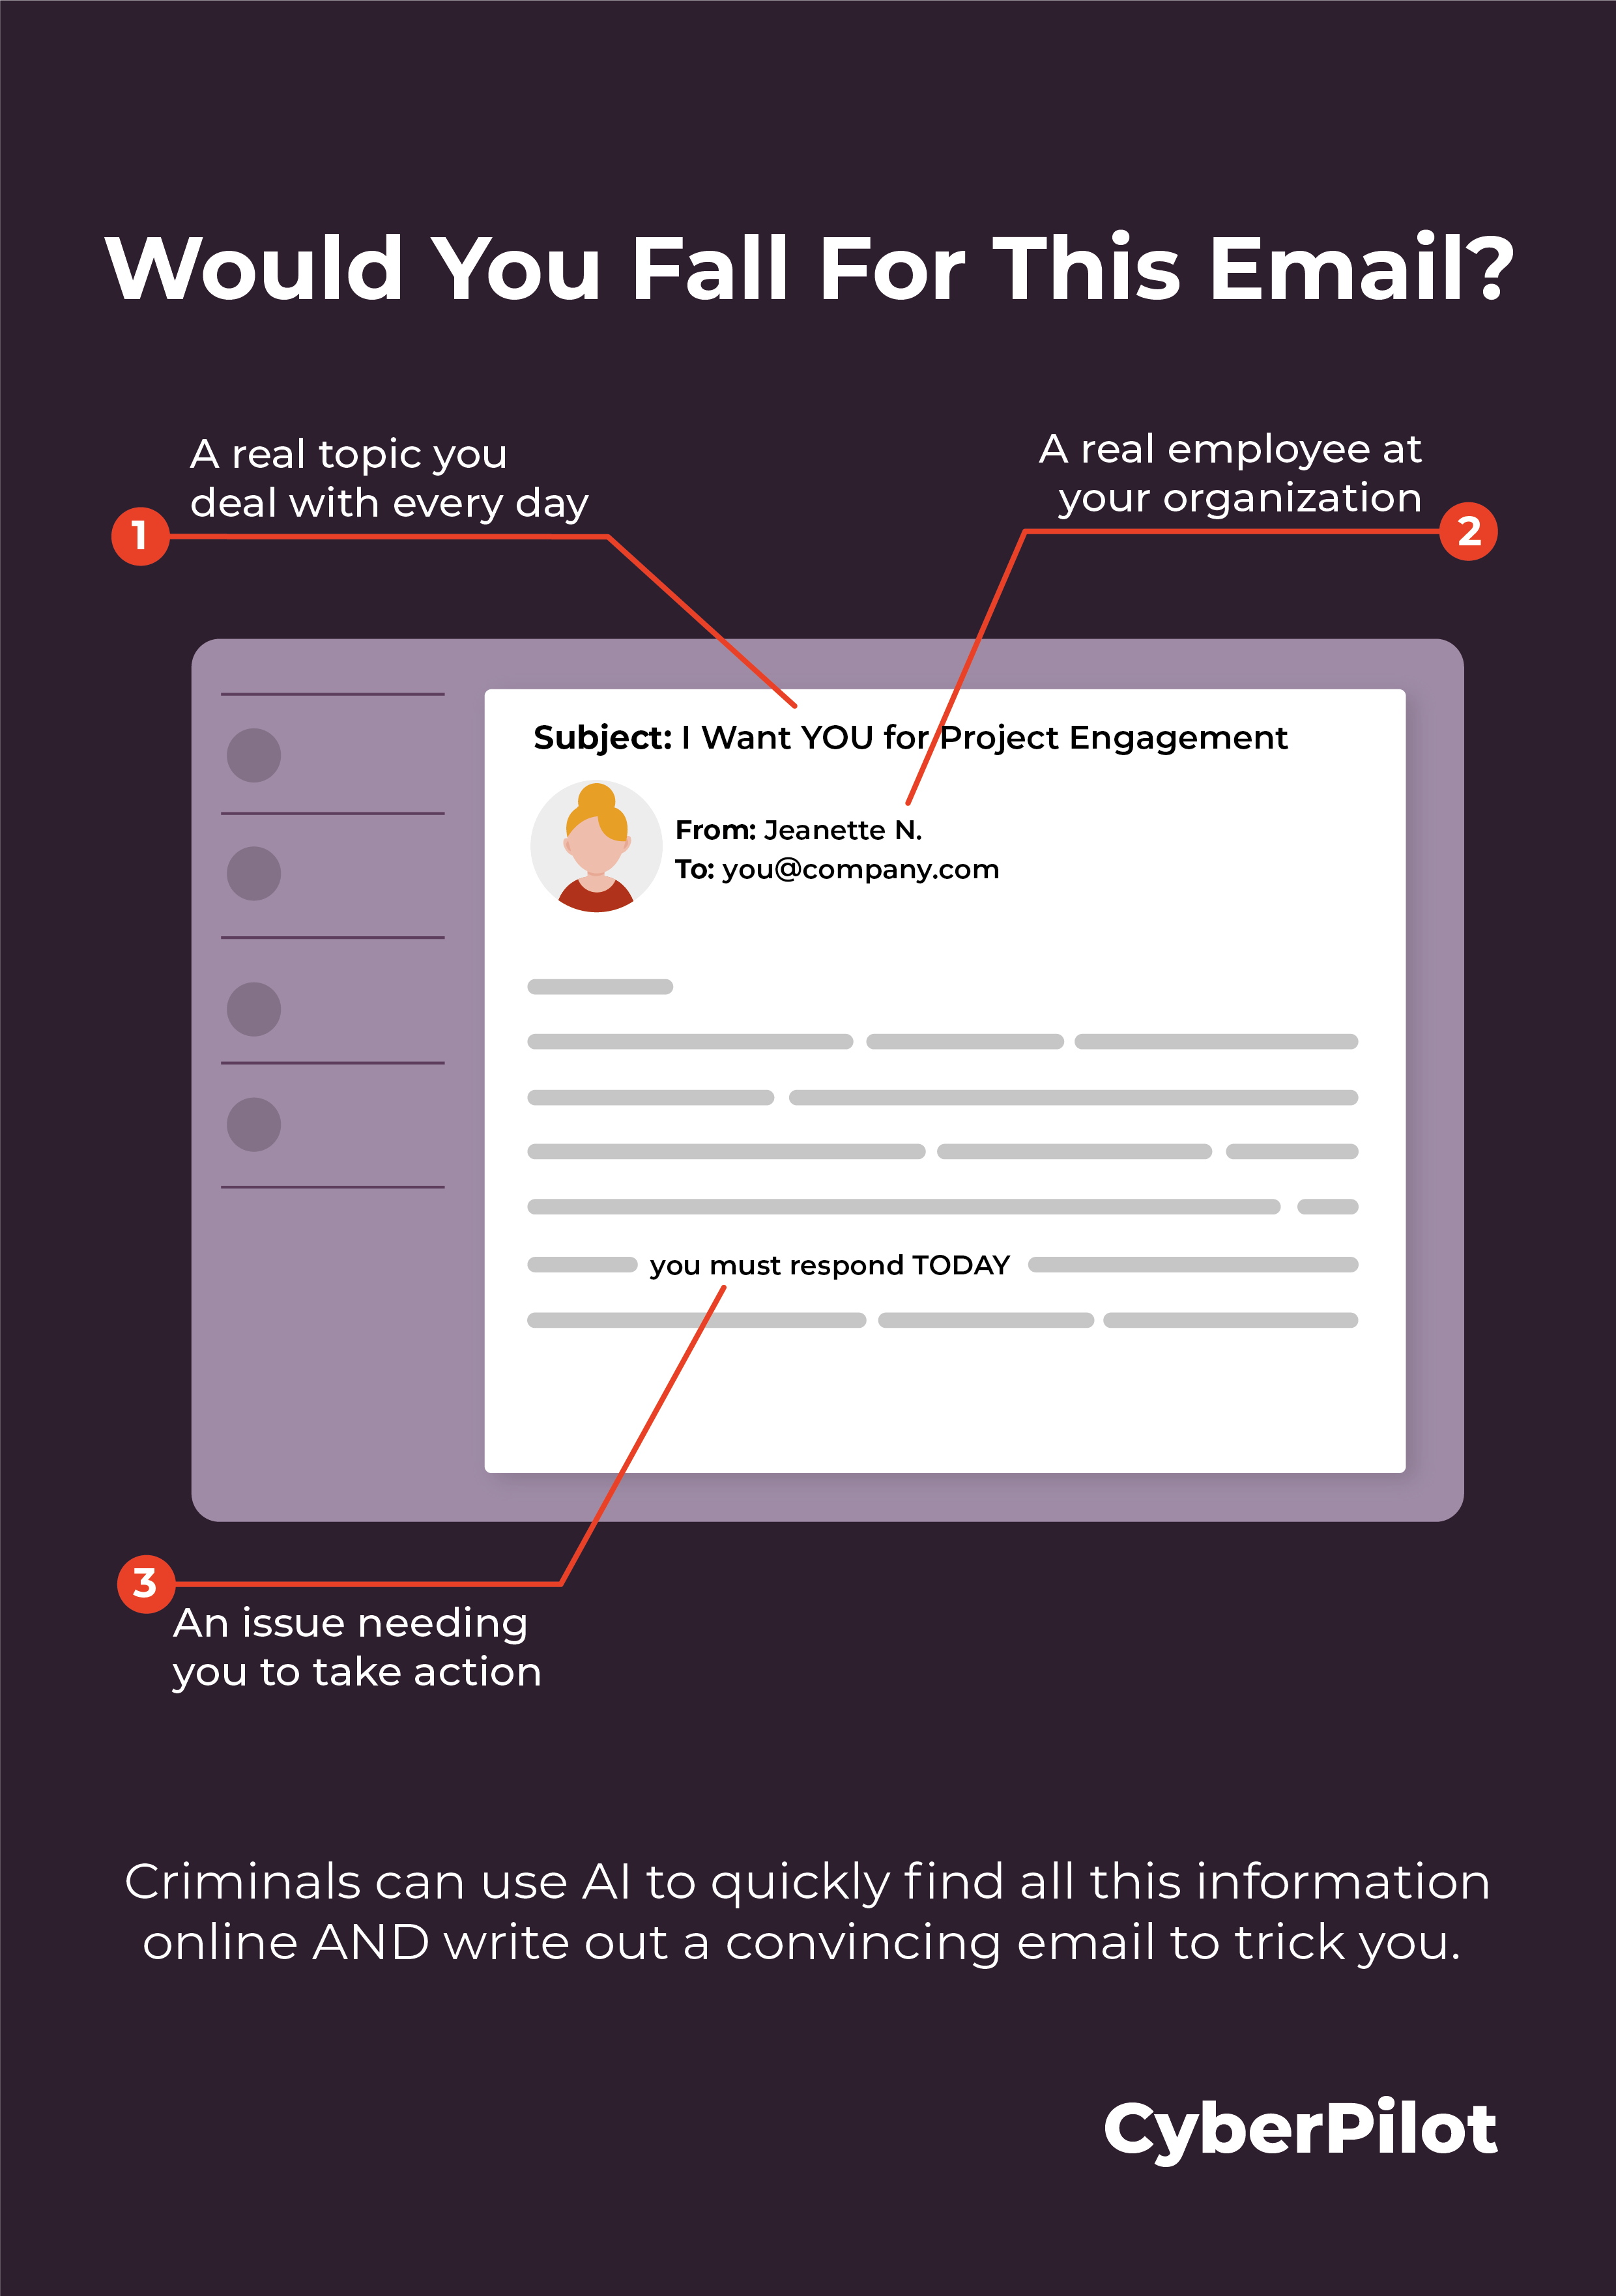 Would You Fall For This Email?
A real topic you
deal with every day
1
A real employee at
your organization
2
Subject: I Want YOU for Project Engagement
From: Jeanette N.
To: you@company.com
you must respond TODAY
3
An issue needing
you to take action
Criminals can use AI to quickly find all this information
online AND write out a convincing email to trick you.
CyberPilot